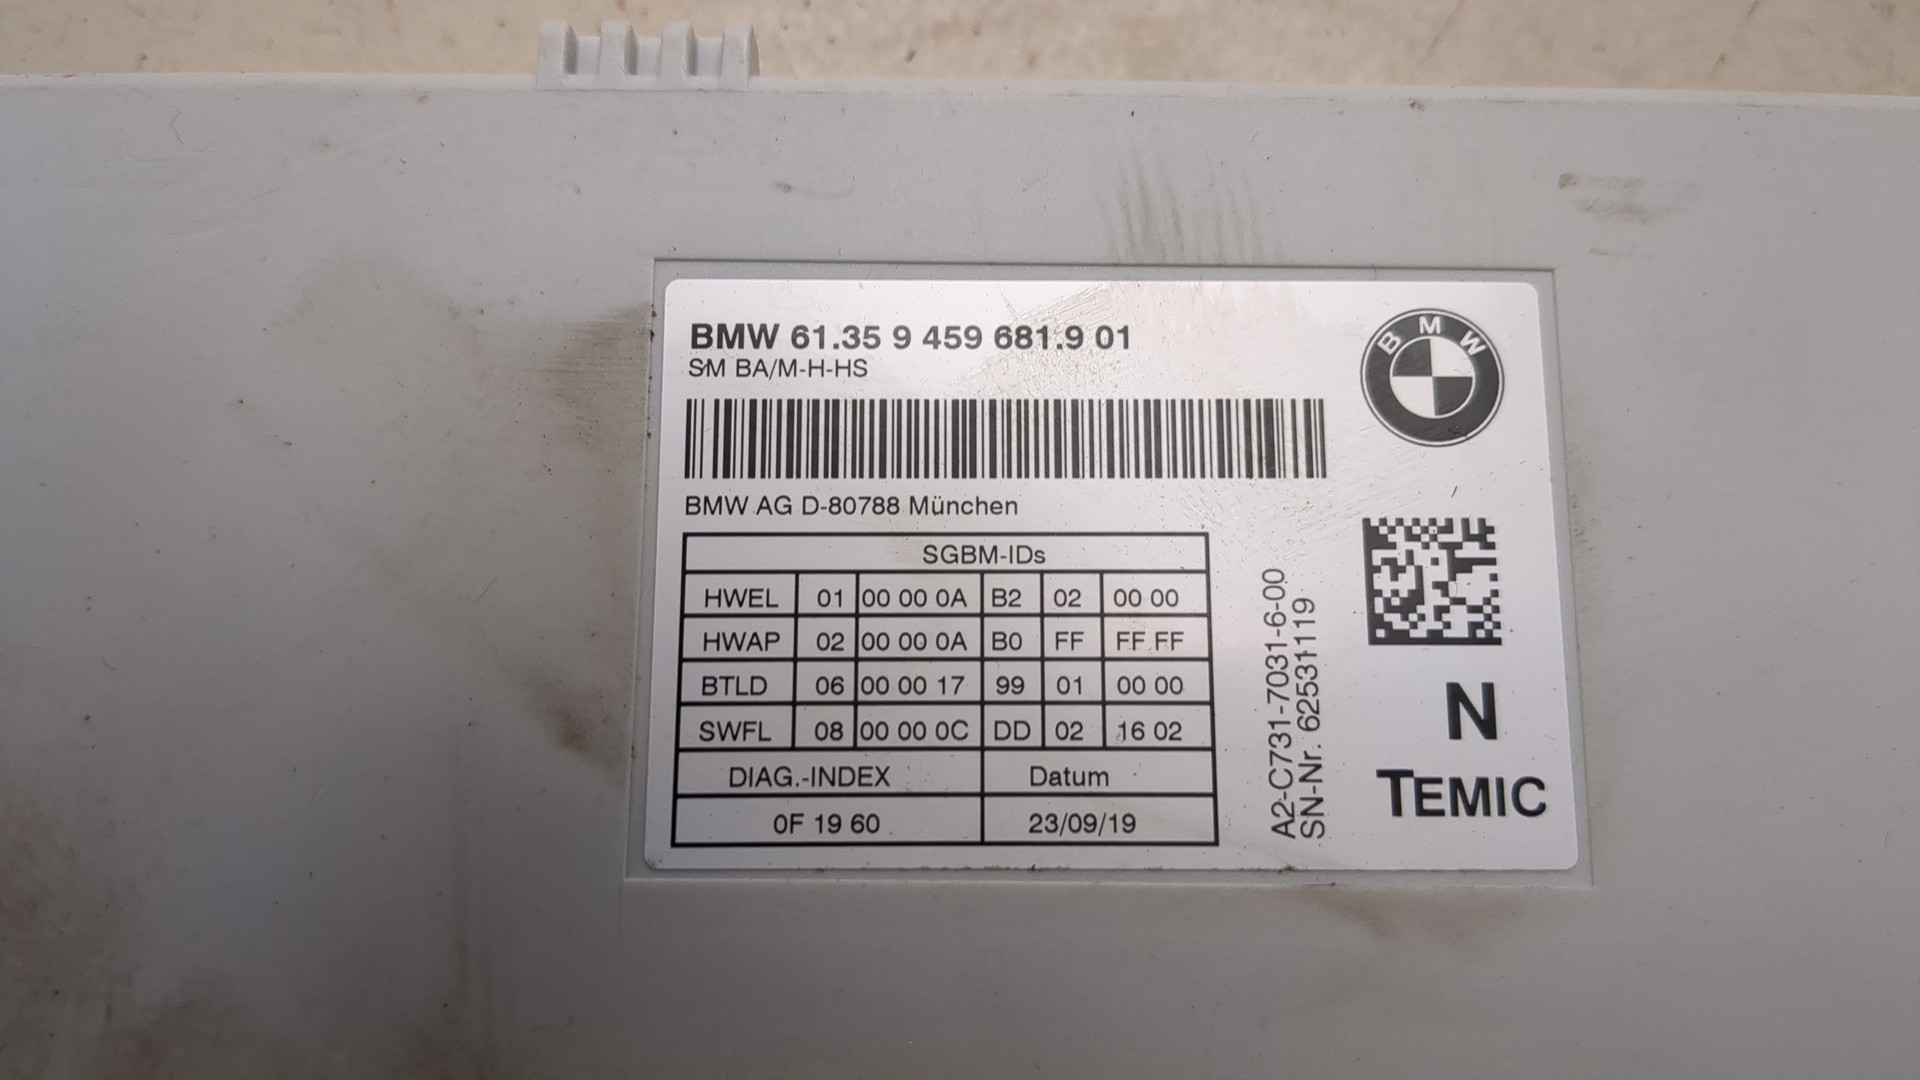 BMW 61.35 9 459 681.9 01
SM BA/M-H-HS
BMW
BMW AG D-80788 München
SGBM-IDs
HWEL 01 00 00 0A B2 02 00 00
HWAP 02 00 00 0A B0 FF FF FF
BTLD 06 00 00 17 99 01 00 00
SWFL 08 00 00 0C DD 02 16 02
DIAG.-INDEX Datum
0F 19 60 23/09/19
A2-C731-7031-6-00
SN-Nr. 62531119
N
TEMIC